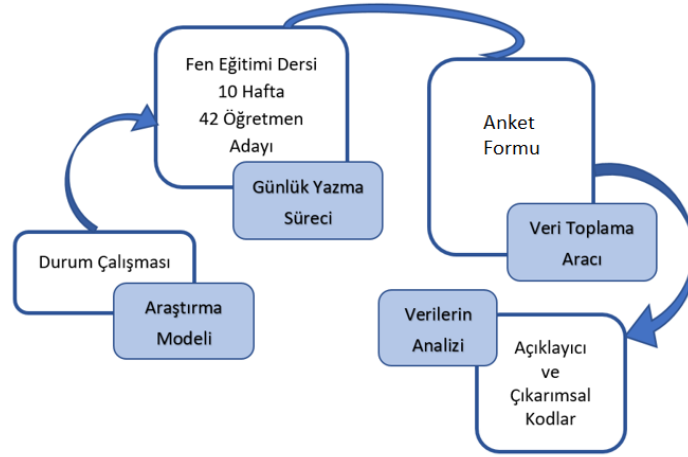 Durum Çalışması
Araştırma
Modeli
Fen Eğitimi Dersi
10 Hafta
42 Öğretmen
Adayı
Günlük Yazma
Süreci
Anket
Formu
Veri Toplama
Aracı
Verilerin
Analizi
Açıklayıcı
ve
Çıkarımsal
Kodlar